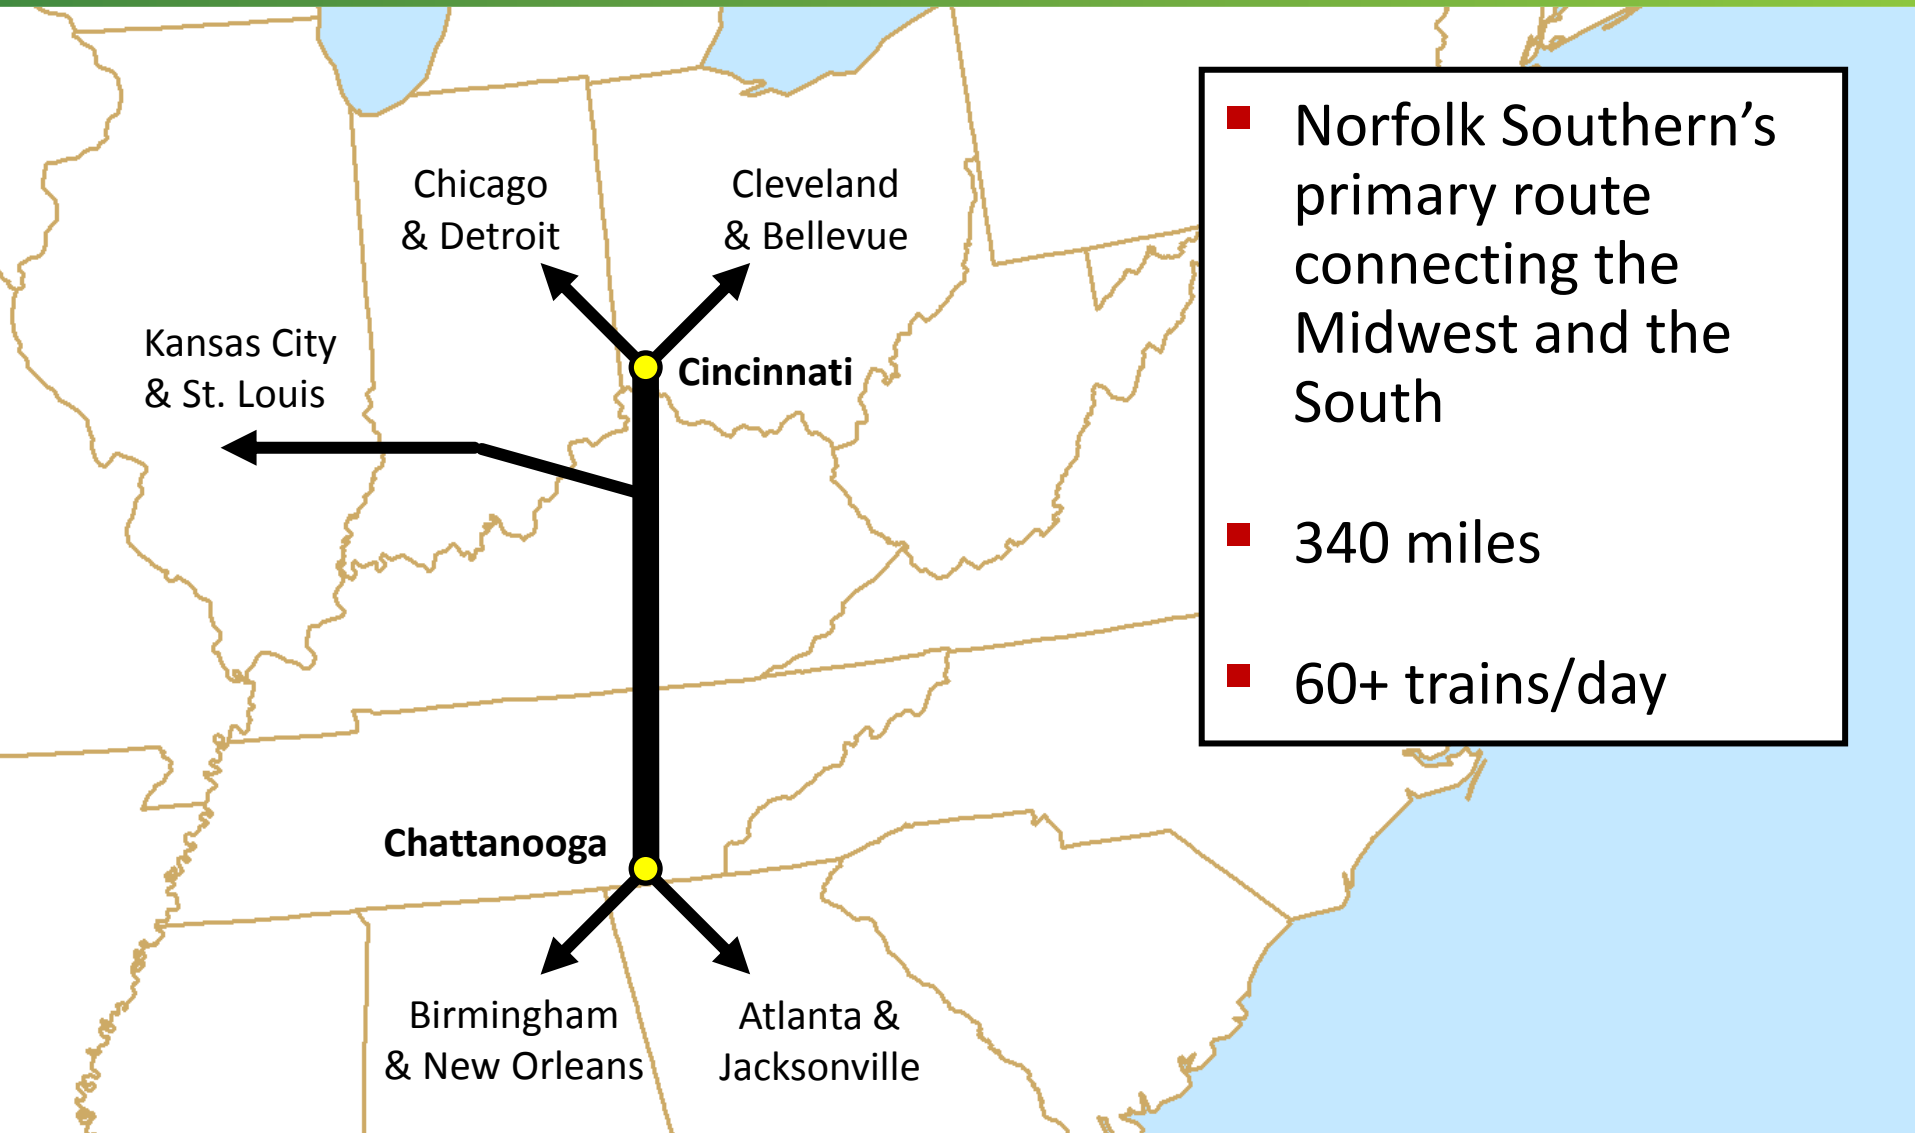 Chicago
& Detroit
Cleveland
& Bellevue
Kansas City
& St. Louis
Cincinnati
Chattanooga
Birmingham
& New Orleans
Atlanta &
Jacksonville
▪ Norfolk Southern’s
primary route
connecting the
Midwest and the
South
▪ 340 miles
▪ 60+ trains/day